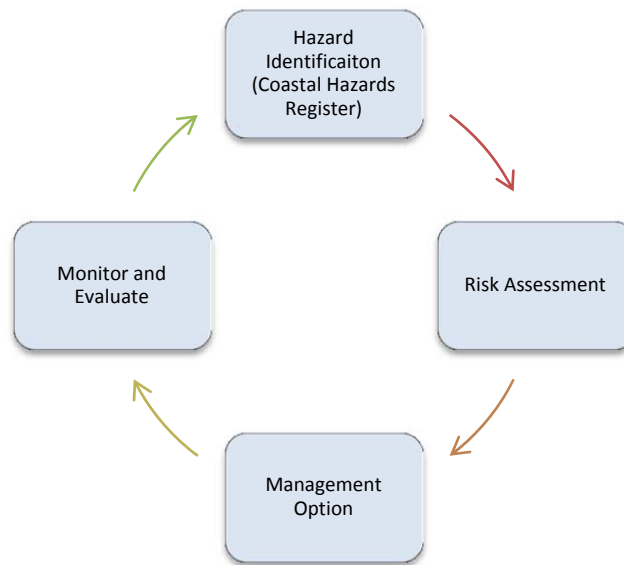 Hazard
Identificaiton
(Coastal Hazards
Register)
Risk Assessment
Management
Option
Monitor and
Evaluate